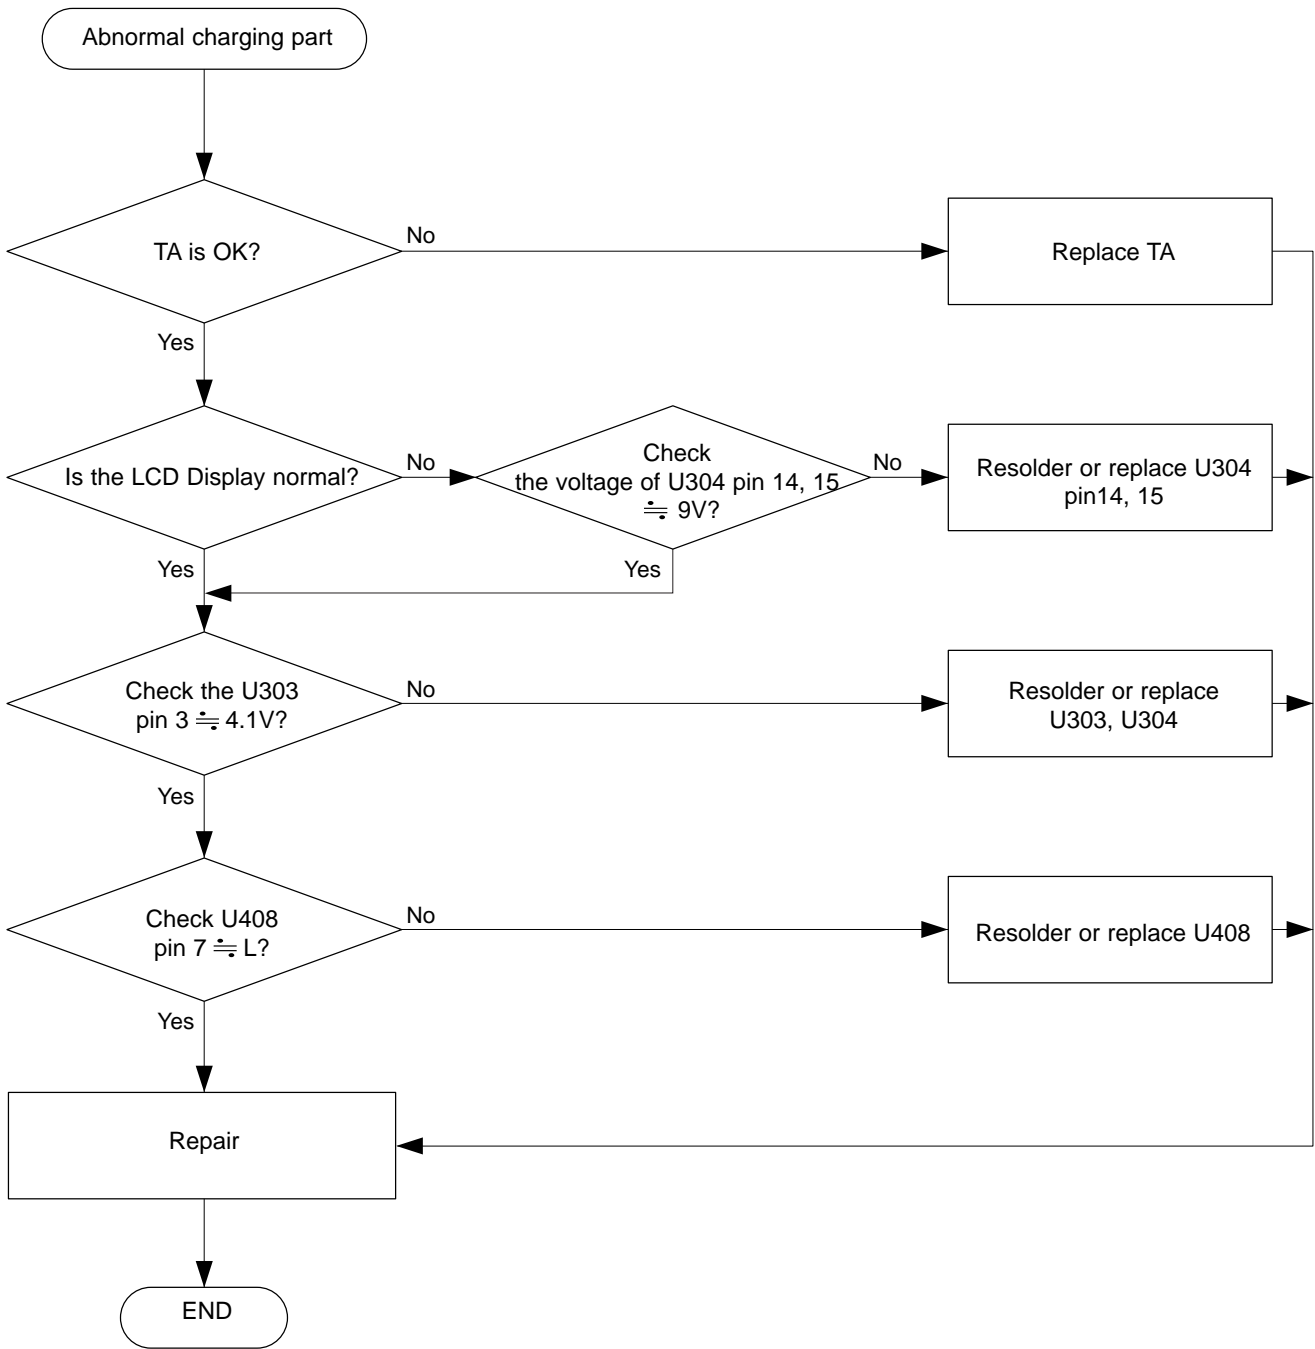 Abnormal charging part
TA is OK?
No
Replace TA
Yes
Is the LCD Display normal?
No
Check
the voltage of U304 pin 14, 15
≒ 9V?
No
Resolder or replace U304
pin14, 15
Yes
Yes
Check the U303
pin 3 ≒ 4.1V?
No
Resolder or replace
U303, U304
Yes
Check U408
pin 7 ≒ L?
No
Resolder or replace U408
Yes
Repair
END